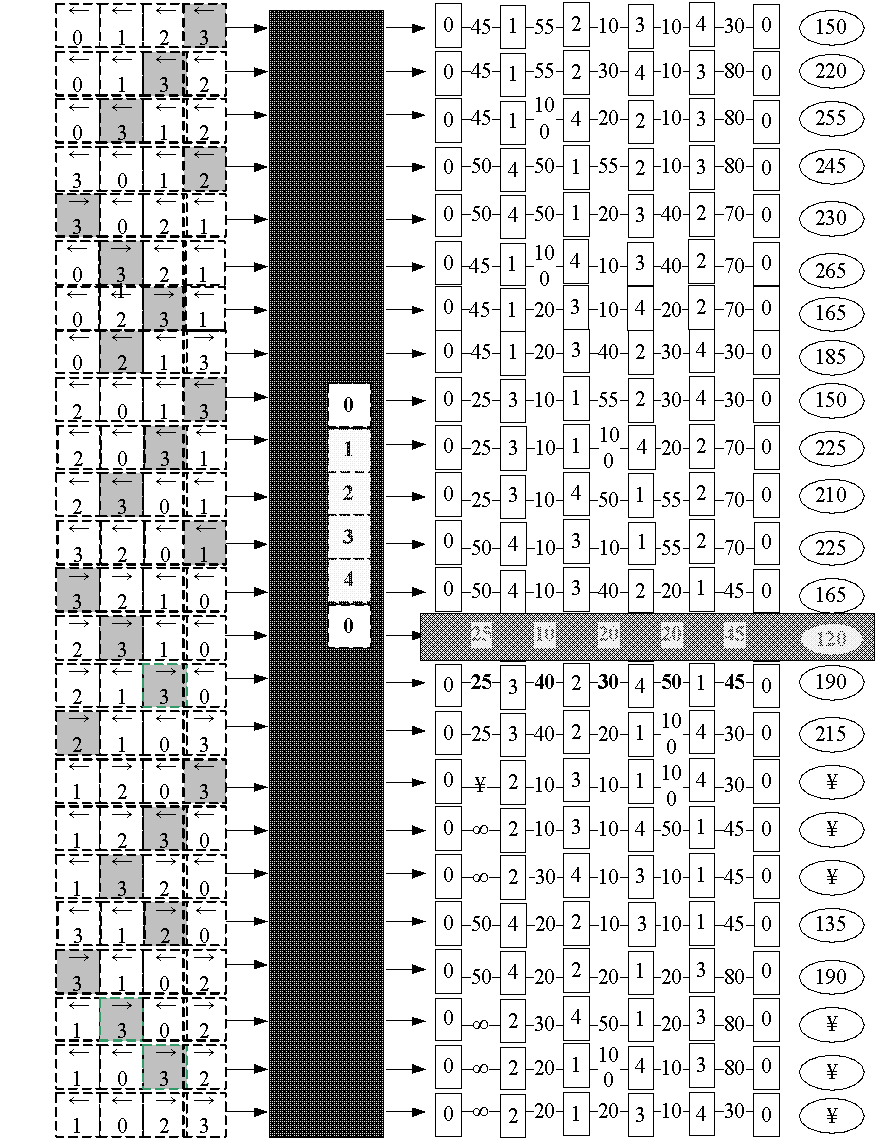 0 1 2 3 0 45 1 55 2 10 3 10 4 30 0 150
0 1 3 2 0 45 1 55 2 30 4 10 3 80 0 220
0 3 1 2 0 45 1 100 4 20 2 10 3 80 0 255
3 0 1 2 0 50 4 50 1 55 2 10 3 80 0 245
3 0 2 1 0 50 4 50 1 20 3 40 2 70 0 230
0 3 2 1 0 45 1 100 4 10 3 40 2 70 0 265
0 2 3 1 0 45 1 20 3 10 4 20 2 70 0 165
0 2 1 3 0 45 1 20 3 40 2 30 4 30 0 185
2 0 1 3 0 0 25 3 10 1 55 2 30 4 30 0 150
2 0 3 1 1 0 25 3 10 1 100 4 20 2 70 0 225
2 3 0 1 2 0 25 3 10 4 50 1 55 2 70 0 210
3 2 0 1 3 0 50 4 10 3 10 1 55 2 70 0 225
3 2 1 0 4 0 50 4 10 3 40 2 20 1 45 0 165
2 3 1 0 0 25 10 20 20 45 120
2 1 3 0 0 25 3 40 2 30 4 50 1 45 0 190
2 1 0 3 0 25 3 40 2 20 1 100 4 30 0 215
1 2 0 3 0 ¥ 2 10 3 10 1 100 4 30 0 ¥
1 2 3 0 0 ∞ 2 10 3 10 4 50 1 45 0 ¥
1 3 2 0 0 ∞ 2 30 4 10 3 10 1 45 0 ¥
3 1 2 0 0 50 4 20 2 10 3 10 1 45 0 135
3 1 0 2 0 50 4 20 2 20 1 20 3 80 0 190
1 3 0 2 0 ∞ 2 30 4 50 1 20 3 80 0 ¥
1 0 3 2 0 ∞ 2 20 1 100 4 10 3 80 0 ¥
1 0 2 3 0 ∞ 2 20 1 20 3 10 4 30 0 ¥